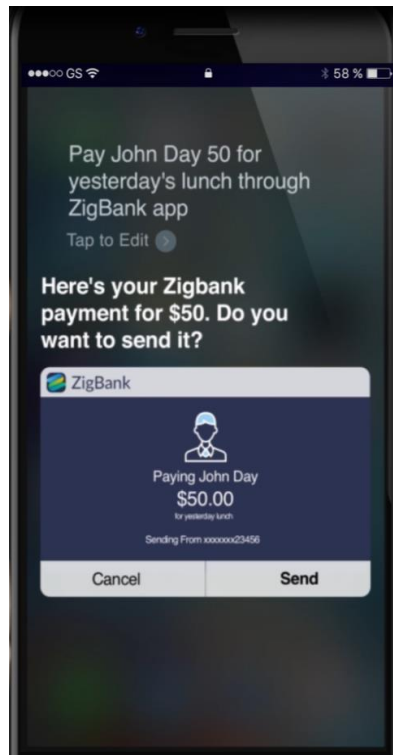 GS 58 %
Pay John Day 50 for
yesterday's lunch through
ZigBank app
Tap to Edit
Here's your Zigbank
payment for $50. Do you
want to send it?
ZigBank
Paying John Day
$50.00
for yesterday lunch
Sending From xxxxxxx23456
Cancel Send